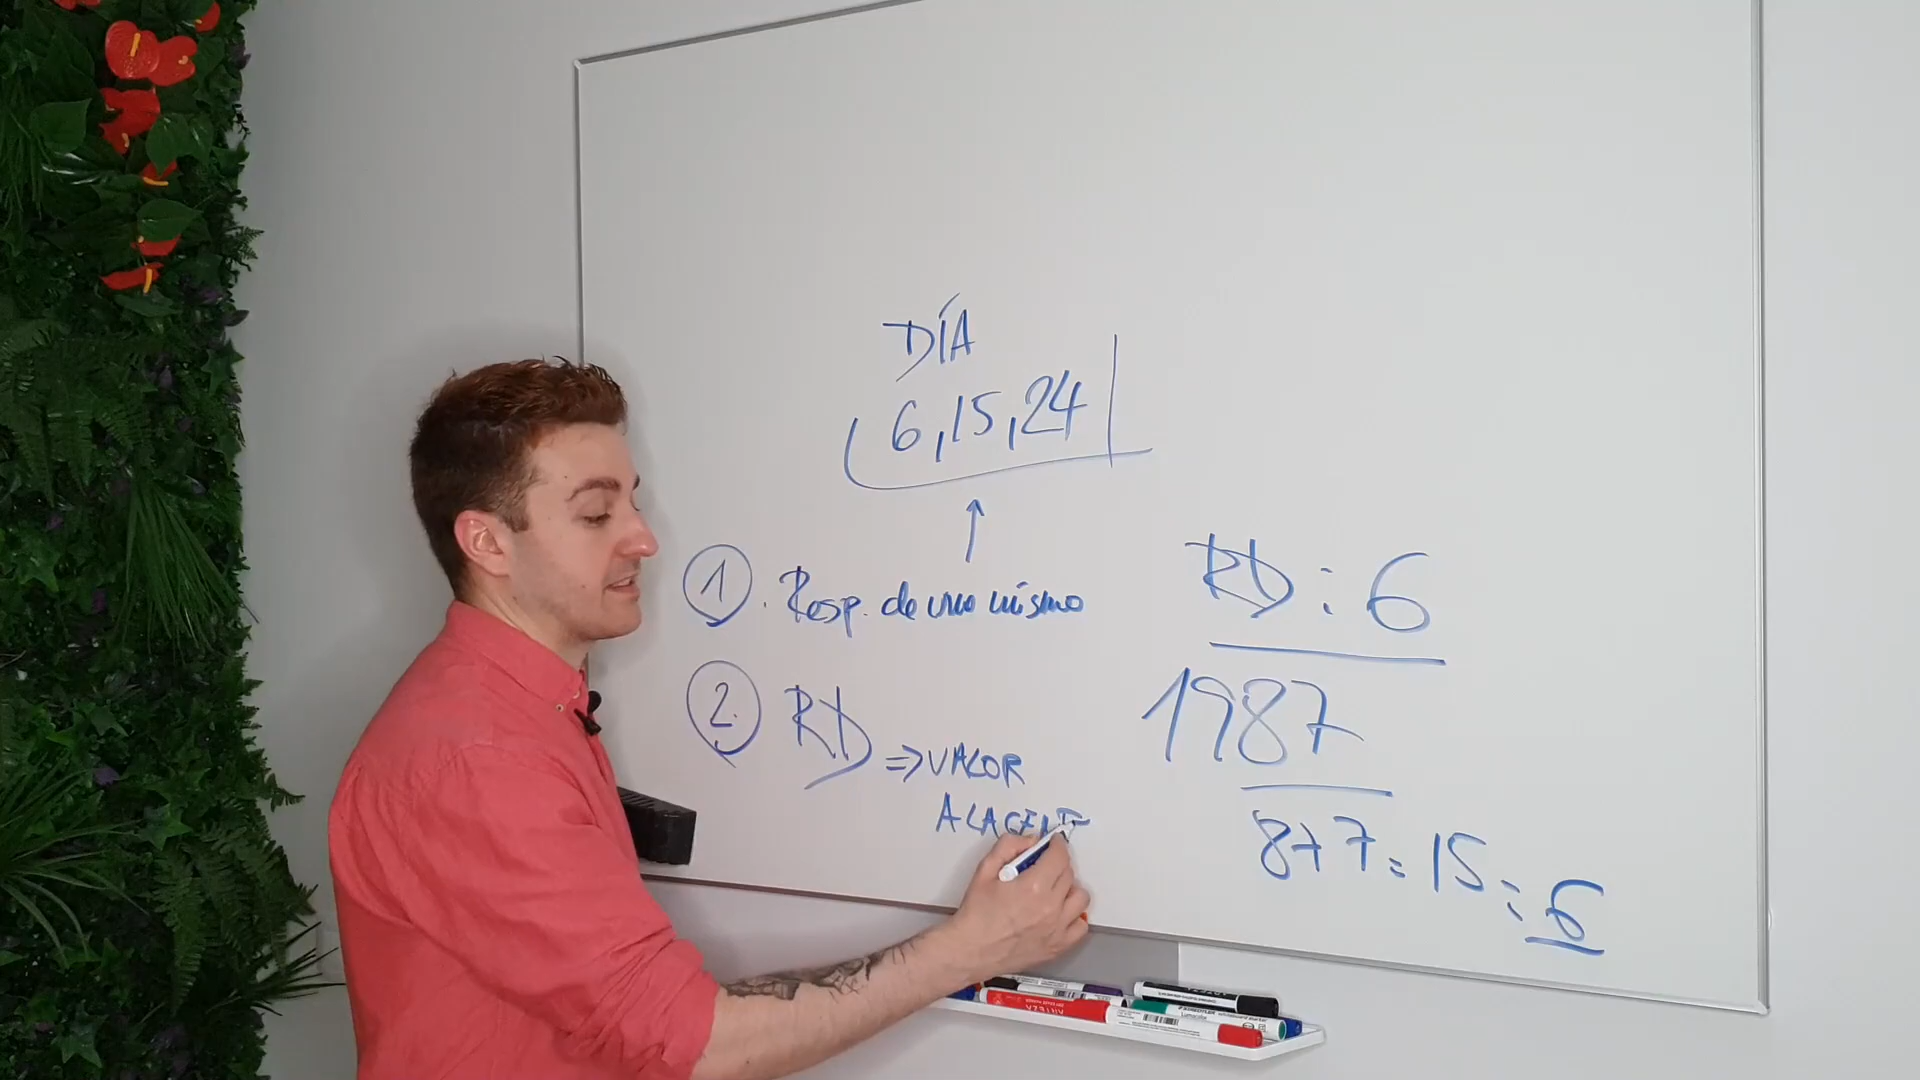 DÍA
6,15,24
1. Resp. de uno mismo
2. RD => VALOR
A LA GENT
RD: 6
1987
8+7=15=6